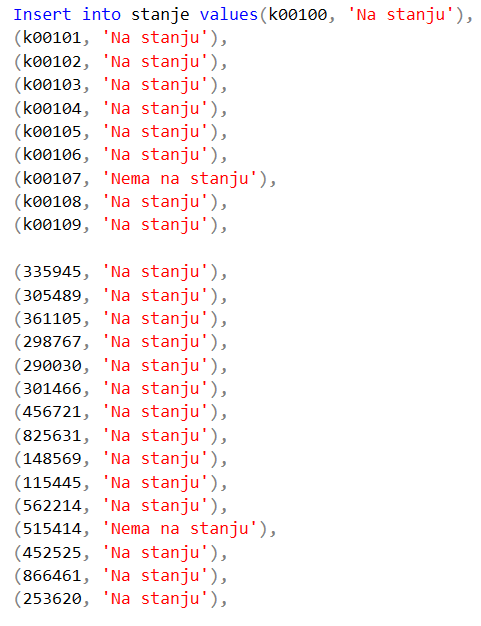 Insert into stanje values(k00100, 'Na stanju'),
(k00101, 'Na stanju'),
(k00102, 'Na stanju'),
(k00103, 'Na stanju'),
(k00104, 'Na stanju'),
(k00105, 'Na stanju'),
(k00106, 'Na stanju'),
(k00107, 'Nema na stanju'),
(k00108, 'Na stanju'),
(k00109, 'Na stanju'),
(335945, 'Na stanju'),
(305489, 'Na stanju'),
(361105, 'Na stanju'),
(298767, 'Na stanju'),
(290030, 'Na stanju'),
(301466, 'Na stanju'),
(456721, 'Na stanju'),
(825631, 'Na stanju'),
(148569, 'Na stanju'),
(115445, 'Na stanju'),
(562214, 'Na stanju'),
(515414, 'Nema na stanju'),
(452525, 'Na stanju'),
(866461, 'Na stanju'),
(253620, 'Na stanju'),